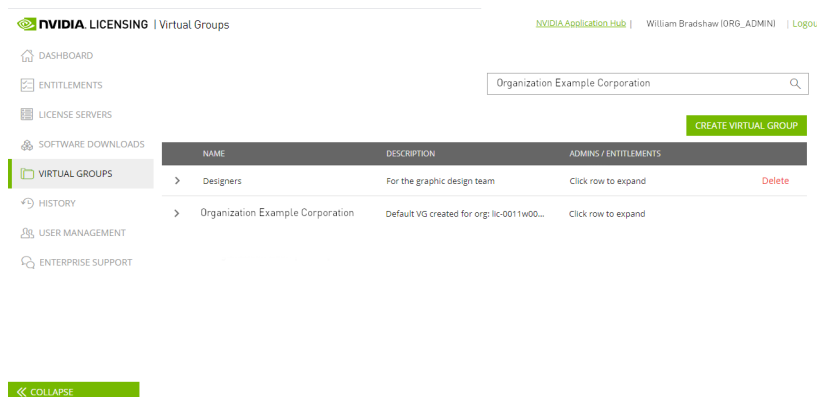 NVIDIA. LICENSING | Virtual Groups
NVIDIA Application Hub | William Bradshaw (ORG_ADMIN) | Logou
DASHBOARD
Organization Example Corporation
ENTITLEMENTS
LICENSE SERVERS
CREATE VIRTUAL GROUP
SOFTWARE DOWNLOADS
NAME DESCRIPTION ADMINS / ENTITLEMENTS
VIRTUAL GROUPS
Designers For the graphic design team Click row to expand Delete
HISTORY
Organization Example Corporation Default VG created for org: lic-0011w00... Click row to expand
USER MANAGEMENT
ENTERPRISE SUPPORT
COLLAPSE